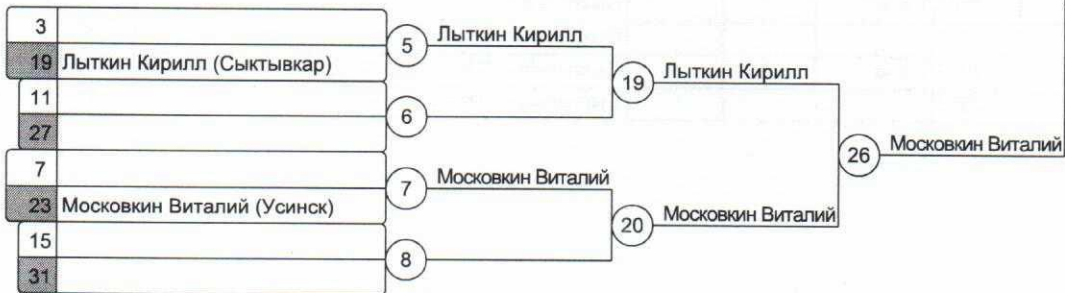 3
5 Лыткин Кирилл
19 Лыткин Кирилл (Сыктывкар)
19 Лыткин Кирилл
11
6
27
26 Московкин Виталий
7
7 Московкин Виталий
23 Московкин Виталий (Усинск)
20 Московкин Виталий
15
8
31